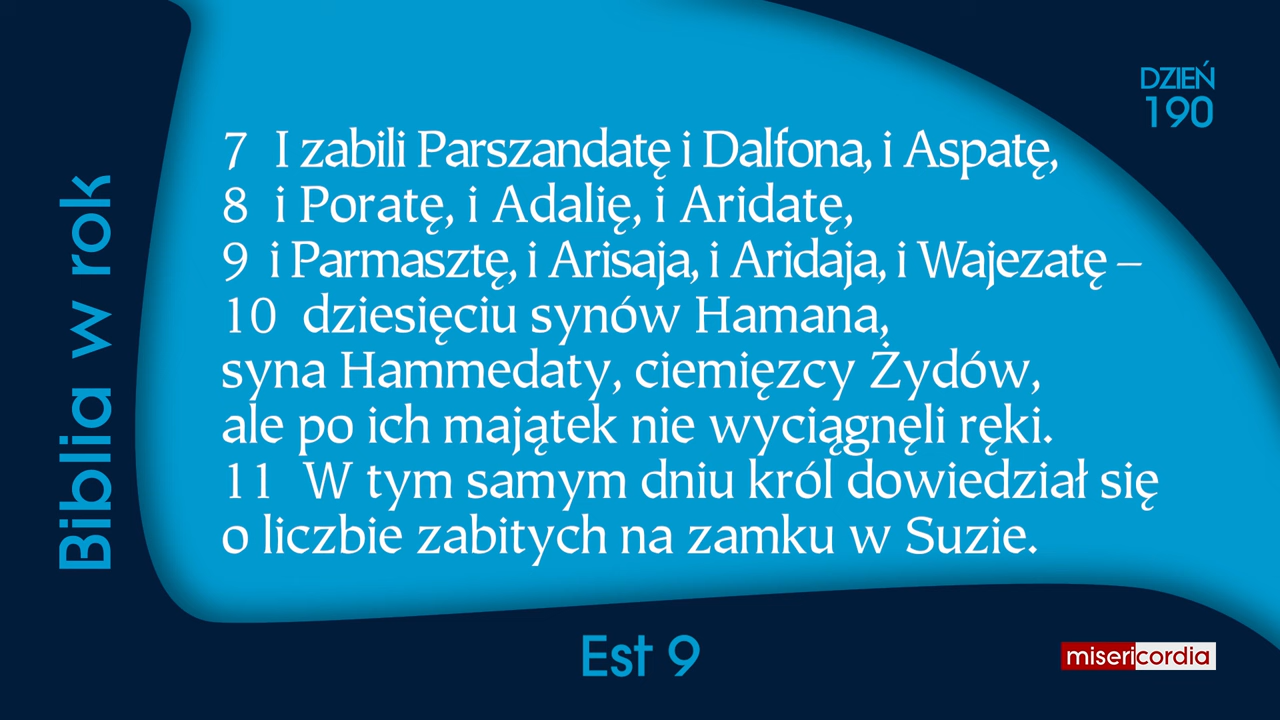 DZIEŃ
190
Biblia w rok
7 I zabili Parszandatę i Dalfona, i Aspatę,
8 i Poratę, i Adalię, i Aridatę,
9 i Parmasztę, i Arisaja, i Aridaja, i Wajezatę –
10 dziesięciu synów Hamana,
syna Hammedaty, ciemięzcy Żydów,
ale po ich majątek nie wyciągnęli ręki.
11 W tym samym dniu król dowiedział się
o liczbie zabitych na zamku w Suzie.
Est 9
misericordia